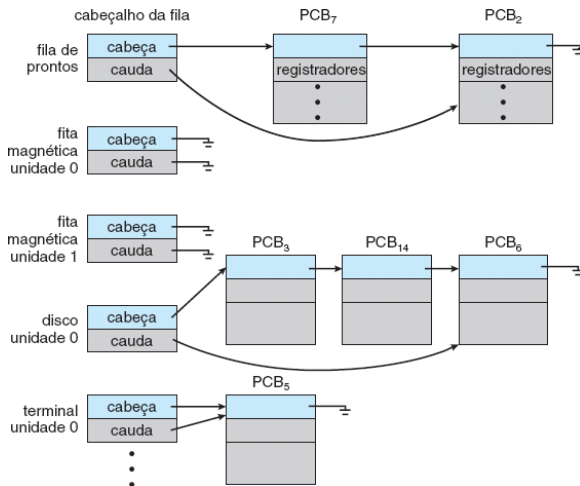 cabeçalho da fila
PCB7
PCB2
fila de
prontos
cabeça
cauda
registradores
registradores
fita
magnética
unidade 0
cabeça
cauda
fita
magnética
unidade 1
cabeça
cauda
PCB3
PCB14
PCB6
disco
unidade 0
cabeça
cauda
PCB5
terminal
unidade 0
cabeça
cauda